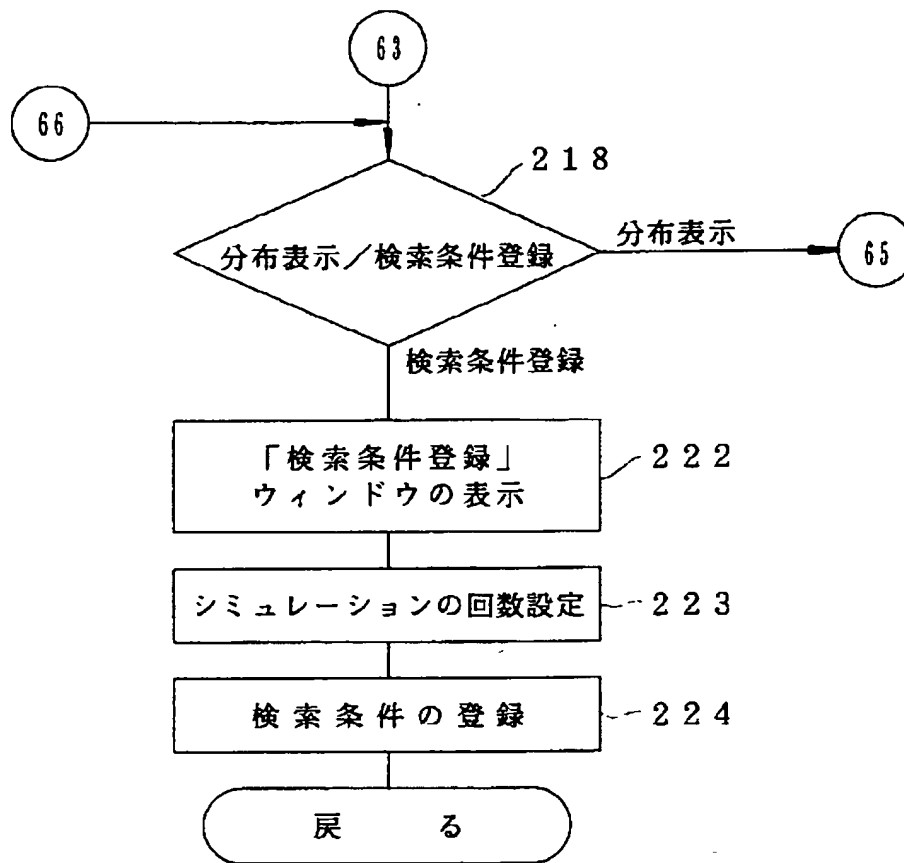 63
66
218
分布表示／検索条件登録
分布表示
65
検索条件登録
「検索条件登録」
ウィンドウの表示
222
シミュレーションの回数設定
223
検索条件の登録
224
戻る